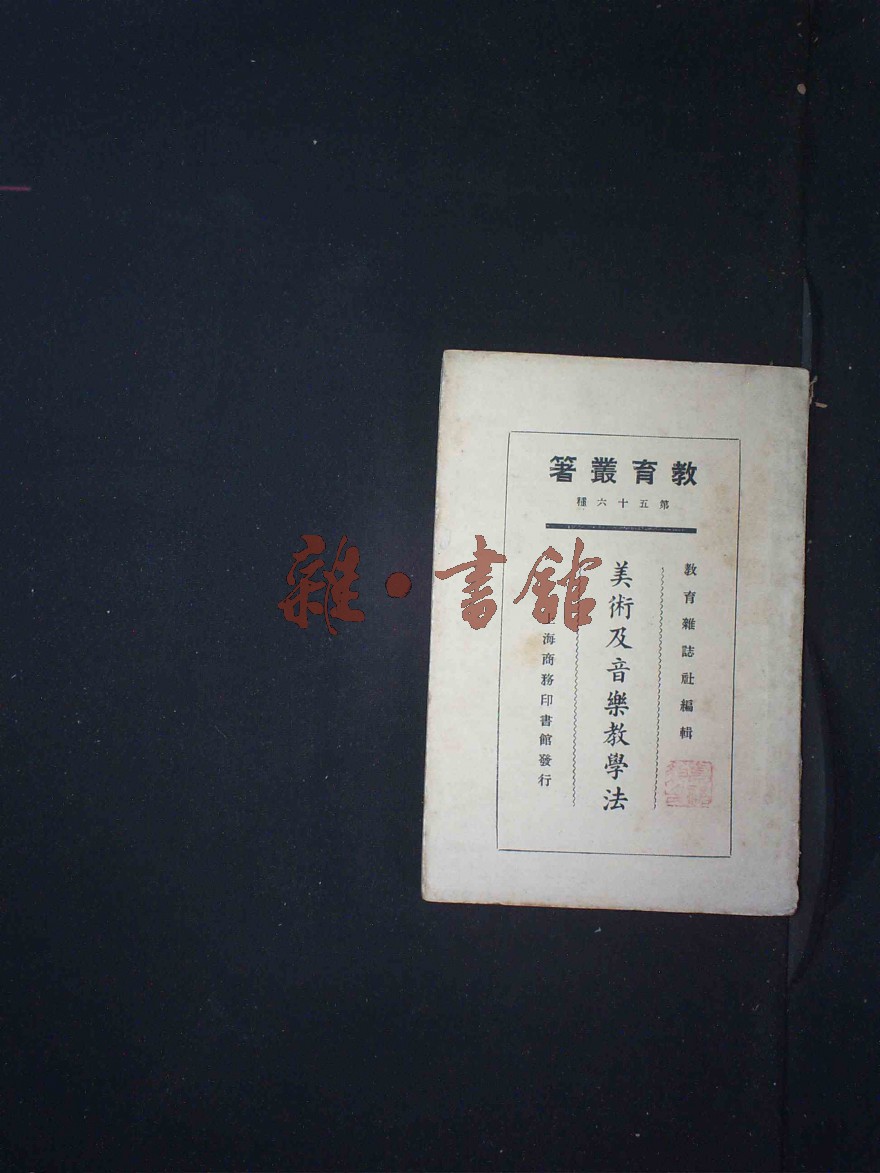 教育叢著
第五十六種
教育雜誌社編輯
美術及音樂教學法
上海商務印書館發行
雜·書館